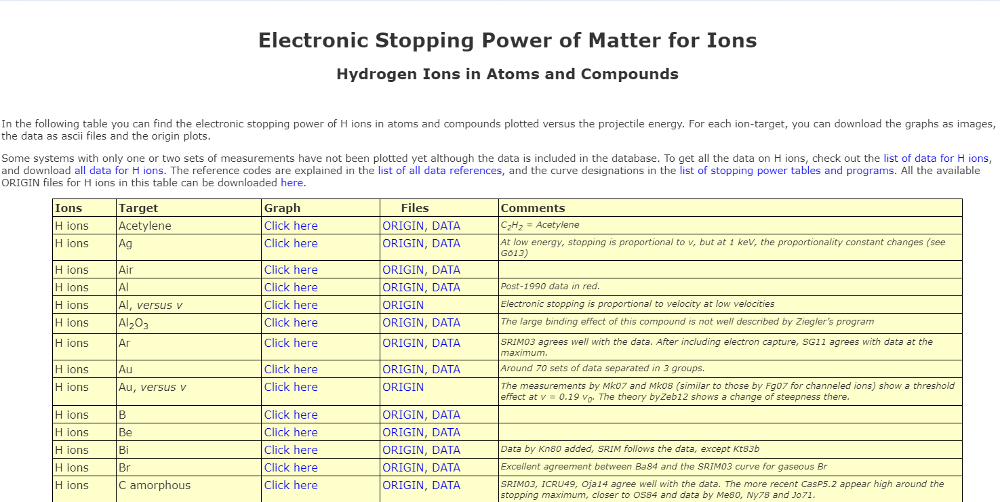 Electronic Stopping Power of Matter for Ions
Hydrogen Ions in Atoms and Compounds
In the following table you can find the electronic stopping power of H ions in atoms and compounds plotted versus the projectile energy. For each ion-target, you can download the graphs as images,
the data as ascii files and the origin plots.
Some systems with only one or two sets of measurements have not been plotted yet although the data is included in the database. To get all the data on H ions, check out the list of data for H ions,
and download all data for H ions. The reference codes are explained in the list of all data references, and the curve designations in the list of stopping power tables and programs. All the available
ORIGIN files for H ions in this table can be downloaded here.
Ions Target Graph Files Comments
H ions Acetylene Click here ORIGIN, DATA C₂H₂ = Acetylene
H ions Ag Click here ORIGIN, DATA At low energy, stopping is proportional to v, but at 1 keV, the proportionality constant changes (see
Gö13)
H ions Air Click here ORIGIN, DATA
H ions Al Click here ORIGIN, DATA Post-1990 data in red.
H ions Al, versus v Click here ORIGIN Electronic stopping is proportional to velocity at low velocities
H ions Al₂O₃ Click here ORIGIN, DATA The large binding effect of this compound is not well described by Ziegler’s program
H ions Ar Click here ORIGIN, DATA SRIM03 agrees well with the data. After including electron capture, SG11 agrees with data at the
maximum.
H ions Au Click here ORIGIN, DATA Around 70 sets of data separated in 3 groups.
H ions Au, versus v Click here ORIGIN The measurements by Mk07 and Mk08 (similar to those by Fg07 for channeled ions) show a threshold
effect at v = 0.19 v₀. The theory byZeb12 shows a change of steepness there.
H ions B Click here ORIGIN, DATA
H ions Be Click here ORIGIN, DATA
H ions Bi Click here ORIGIN, DATA Data by Kn80 added, SRIM follows the data, except Kt83b
H ions Br Click here ORIGIN, DATA Excellent agreement between Ba84 and the SRIM03 curve for gaseous Br
H ions C amorphous Click here ORIGIN, DATA SRIM03, ICRU49, Oja14 agree well with the data. The more recent CasP5.2 appear high around the
stopping maximum, closer to OS84 and data by Me80, Ny78 and Jo71.